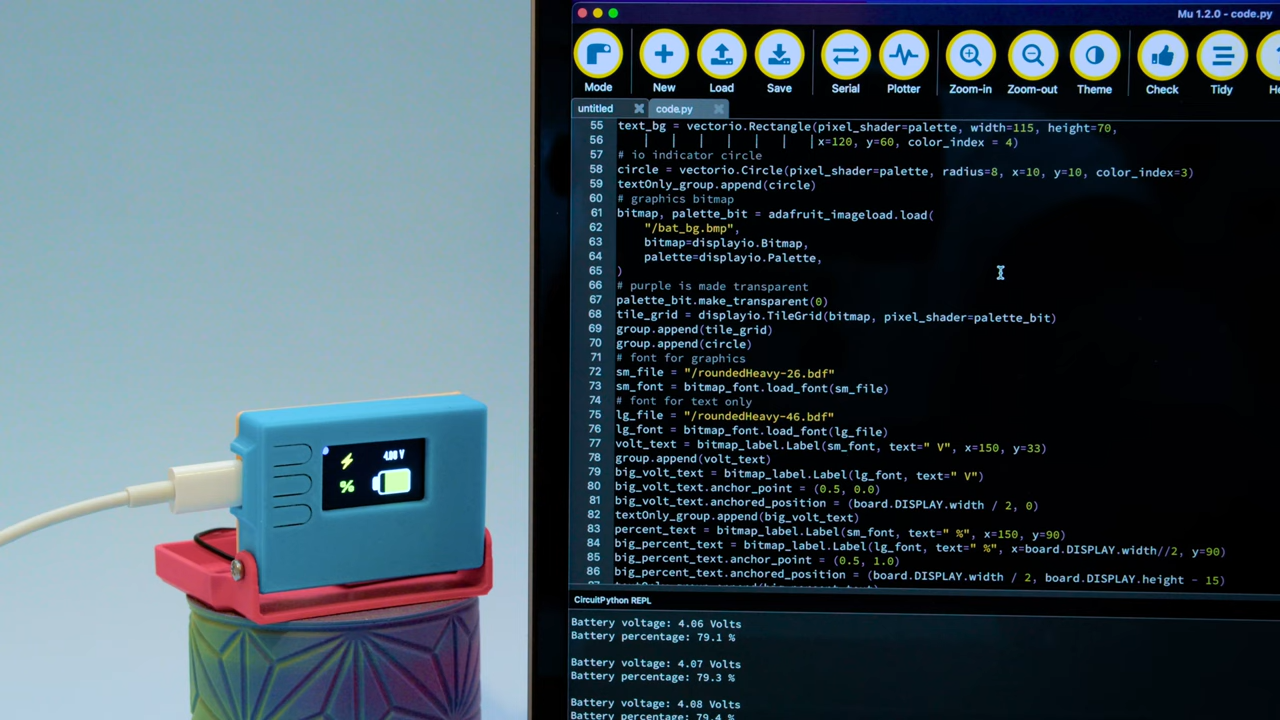 Mu 1.2.0 - code.py
Mode New Load Save Serial Plotter Zoom-in Zoom-out Theme Check Tidy
untitled code.py
55 text_bg = vectorio.Rectangle(pixel_shader=palette, width=115, height=70,
56 x=120, y=60, color_index = 4)
57 # io indicator circle
58 circle = vectorio.Circle(pixel_shader=palette, radius=8, x=10, y=10, color_index=3)
59 textOnly_group.append(circle)
60 # graphics bitmap
61 bitmap, palette_bit = adafruit_imageload.load(
62 "/bat_bg.bmp",
63 bitmap=displayio.Bitmap,
64 palette=displayio.Palette,
65 )
66 # purple is made transparent
67 palette_bit.make_transparent(0)
68 tile_grid = displayio.TileGrid(bitmap, pixel_shader=palette_bit)
69 group.append(tile_grid)
70 group.append(circle)
71 # font for graphics
72 sm_file = "/roundedHeavy-26.bdf"
73 sm_font = bitmap_font.load_font(sm_file)
74 # font for text only
75 lg_file = "/roundedHeavy-46.bdf"
76 lg_font = bitmap_font.load_font(lg_file)
77 volt_text = bitmap_label.Label(sm_font, text=" V", x=150, y=33)
78 group.append(volt_text)
79 big_volt_text = bitmap_label.Label(lg_font, text=" V")
80 big_volt_text.anchor_point = (0.5, 0.0)
81 big_volt_text.anchored_position = (board.DISPLAY.width / 2, 0)
82 textOnly_group.append(big_volt_text)
83 percent_text = bitmap_label.Label(sm_font, text=" %", x=150, y=90)
84 big_percent_text = bitmap_label.Label(lg_font, text=" %", x=board.DISPLAY.width//2, y=90)
85 big_percent_text.anchor_point = (0.5, 1.0)
86 big_percent_text.anchored_position = (board.DISPLAY.width / 2, board.DISPLAY.height - 15)
CircuitPython REPL
Battery voltage: 4.06 Volts
Battery percentage: 79.1 %
Battery voltage: 4.07 Volts
Battery percentage: 79.3 %
Battery voltage: 4.08 Volts
Battery percentage: 79.4 %
V
%